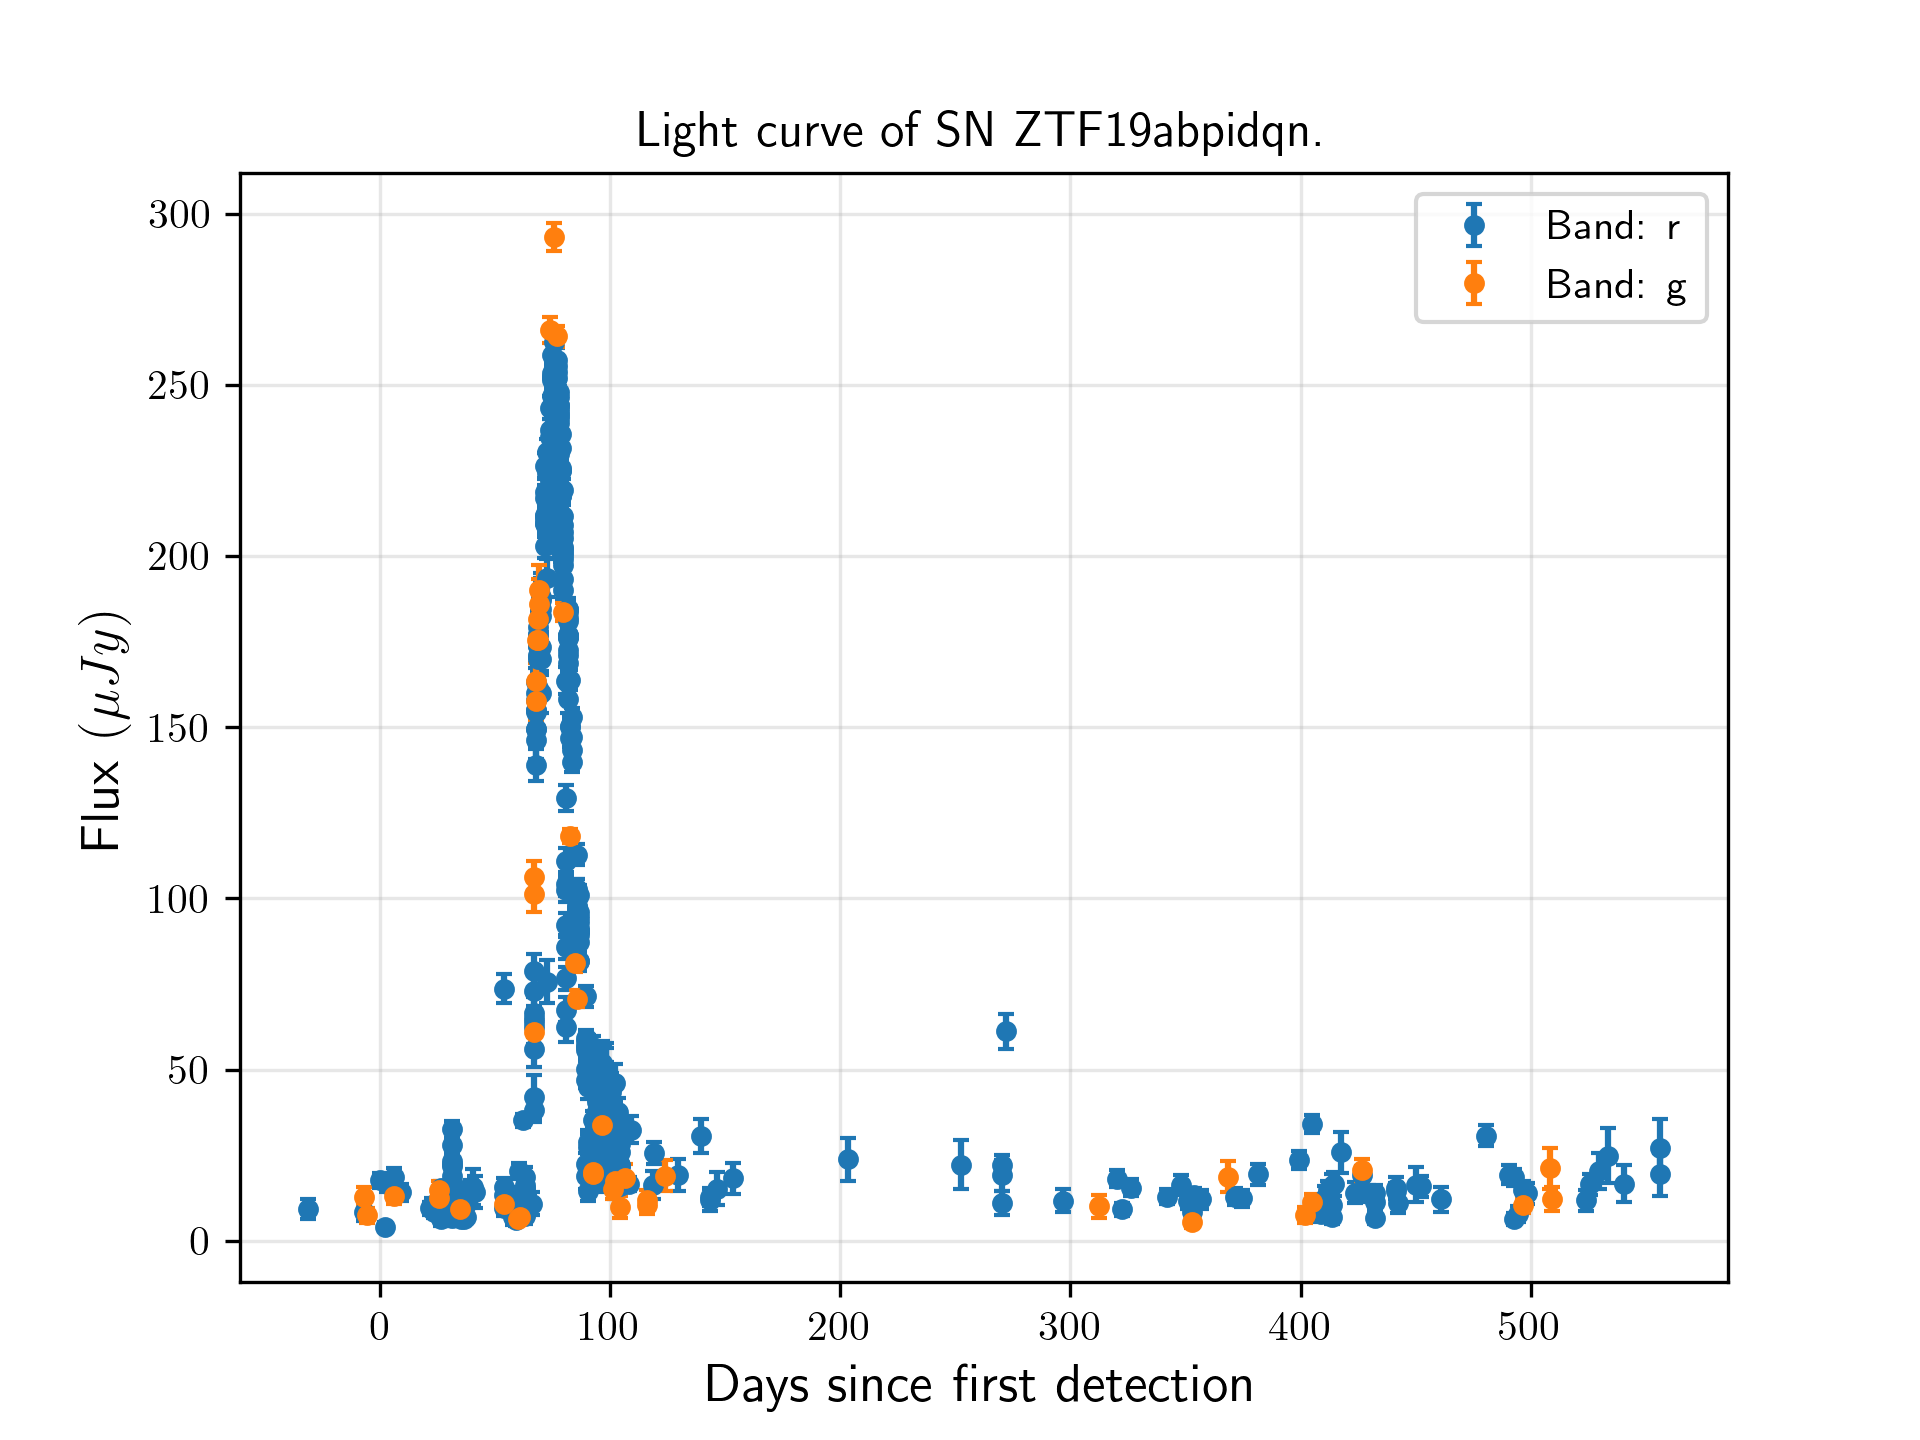 Light curve of SN ZTF19abpidqn.
Band: r
Band: g
300
250
200
150
100
50
0
Flux (μJy)
0 100 200 300 400 500
Days since first detection